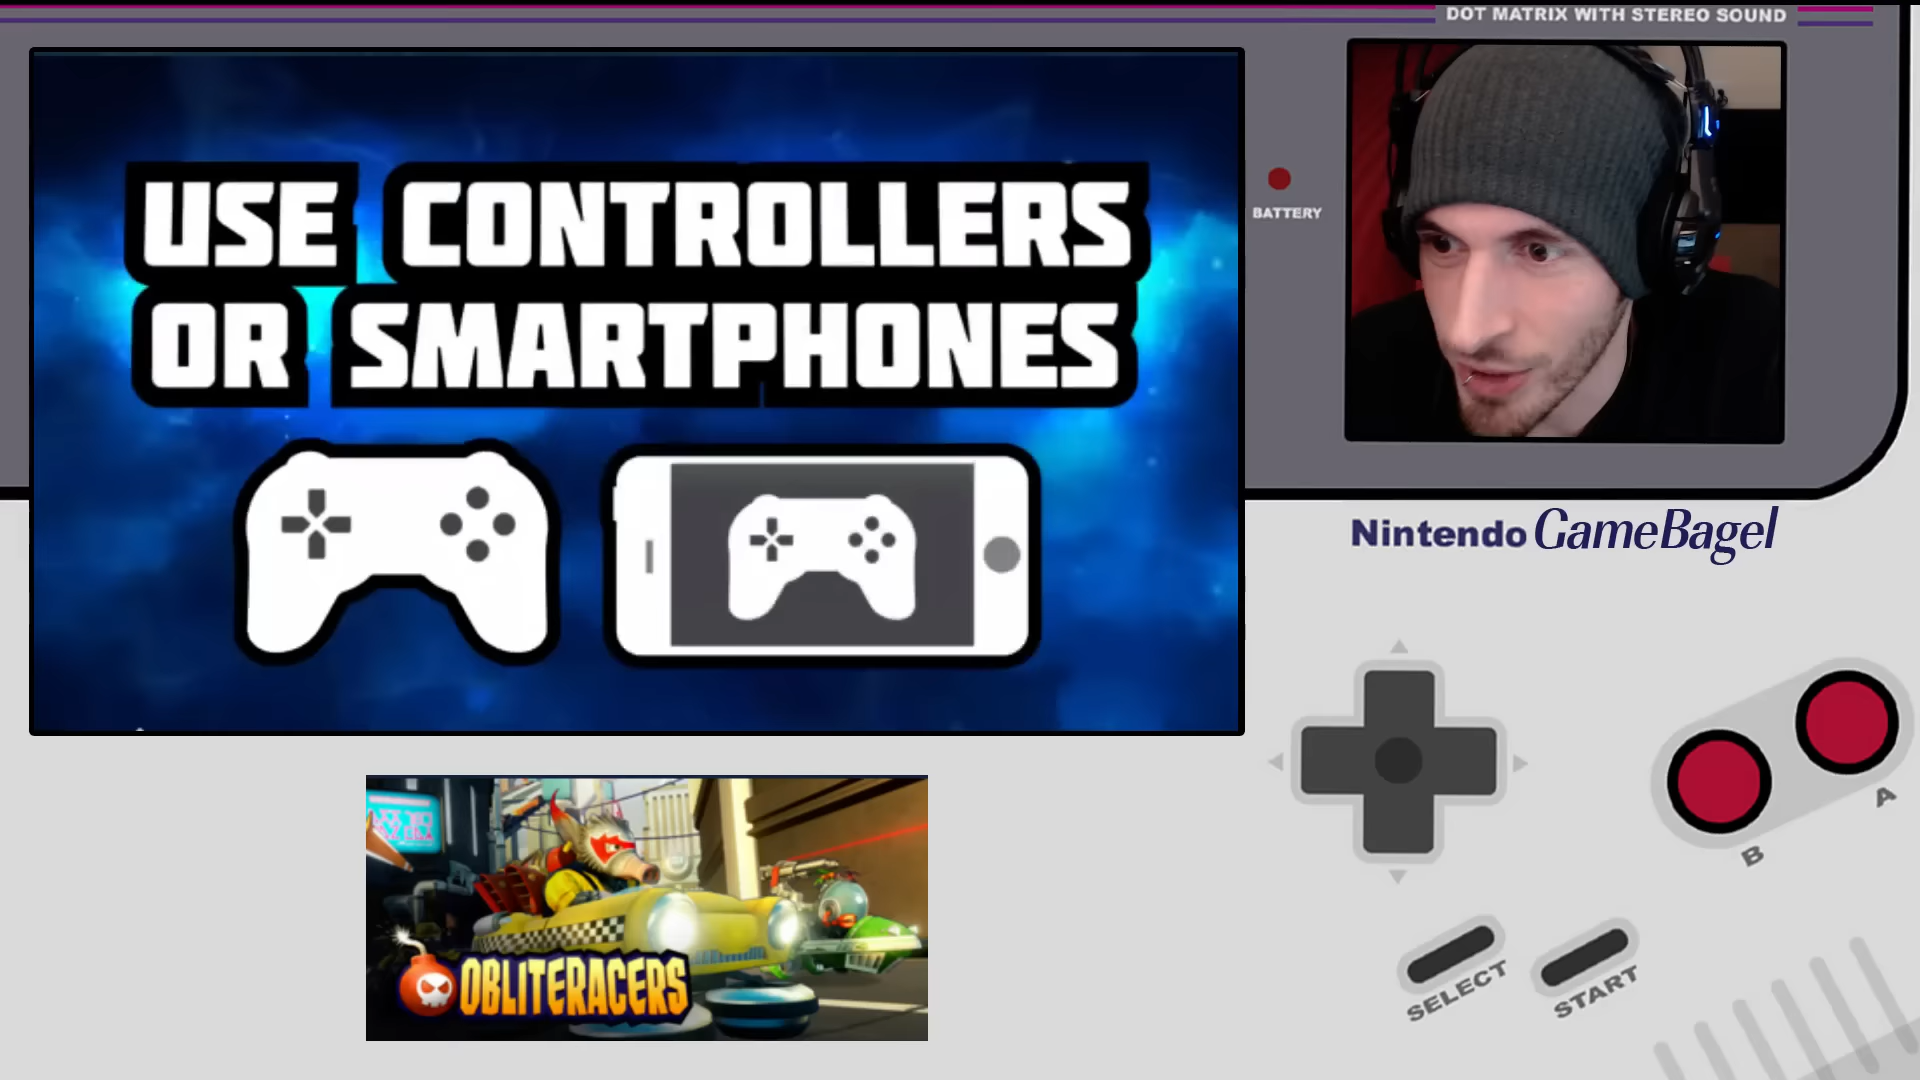 DOT MATRIX WITH STEREO SOUND
USE CONTROLLERS
OR SMARTPHONES
BATTERY
Nintendo GameBagel
OBLITERACERS
A
B
SELECT
START